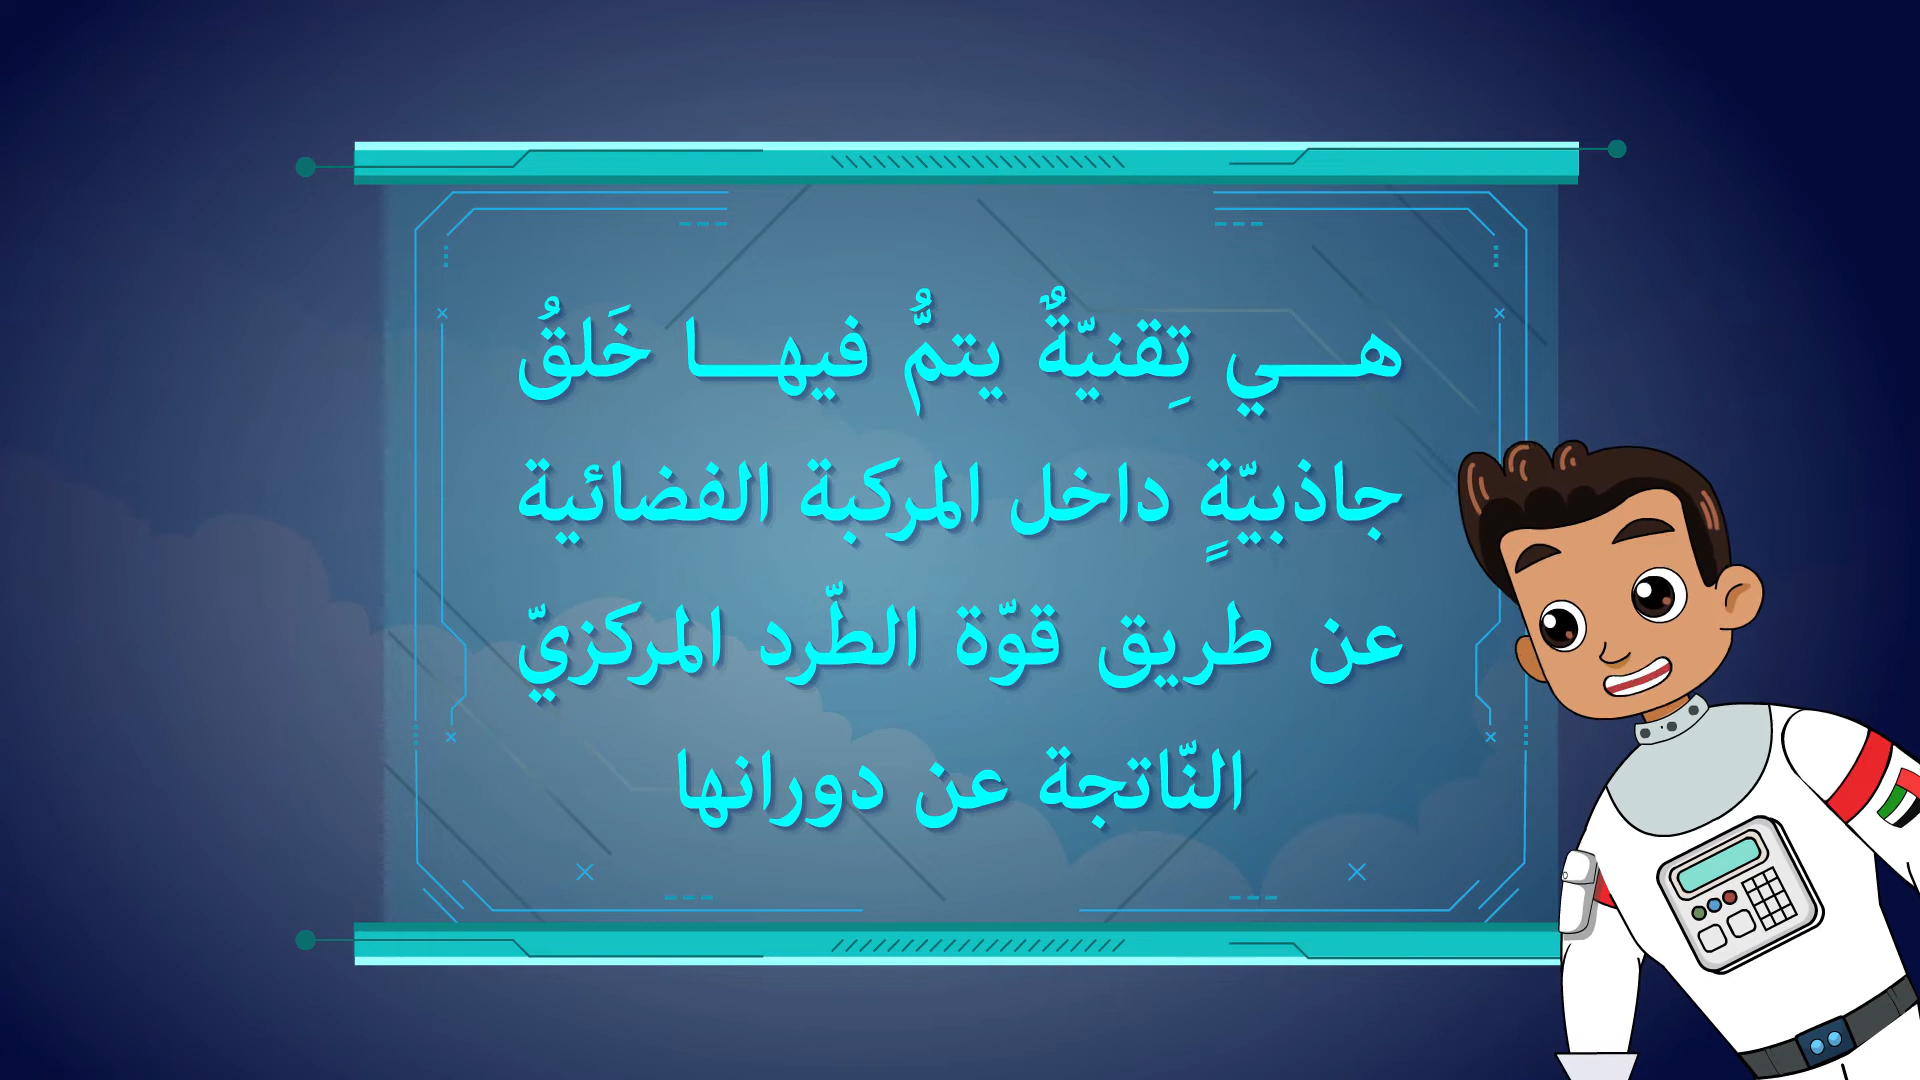 هـــي تِقنيّةٌ يتمُّ فيهـــا خَلقُ
جاذبيّةٍ داخل المركبة الفضائية
عن طريق قوّة الطّرد المركزيّ
النّاتجة عن دورانها